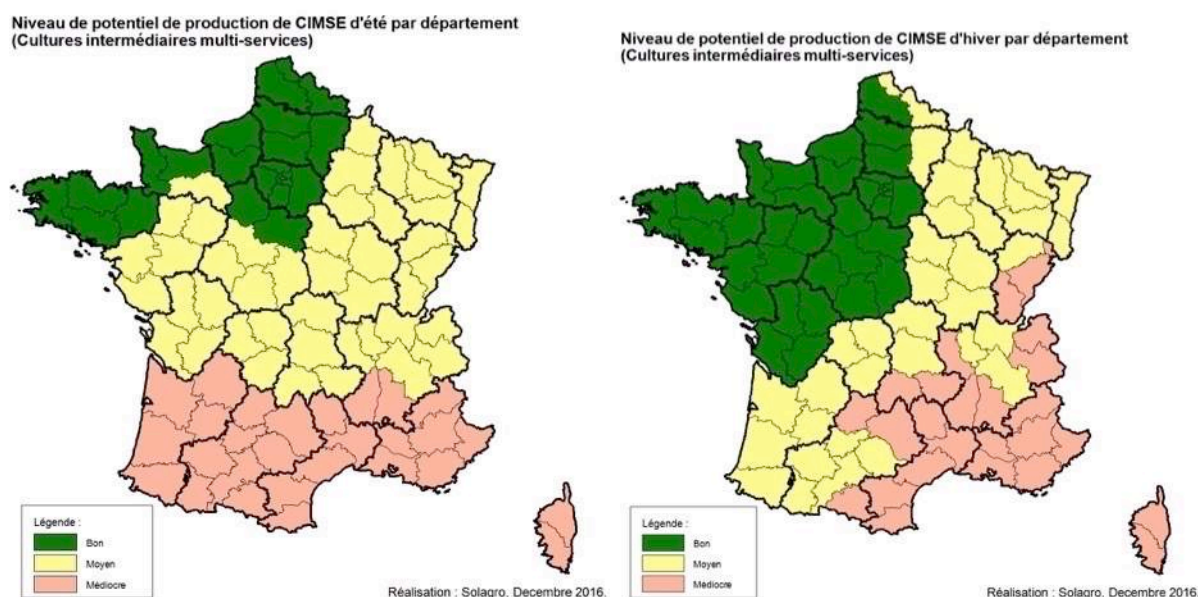 Niveau de potentiel de production de CIMSE d'été par département
(Cultures intermédiaires multi-services)
Légende :
Bon
Moyen
Médiocre
Réalisation : Solagro, Decembre 2016.
Niveau de potentiel de production de CIMSE d'hiver par département
(Cultures intermédiaires multi-services)
Légende :
Bon
Moyen
Médiocre
Réalisation : Solagro, Decembre 2016.